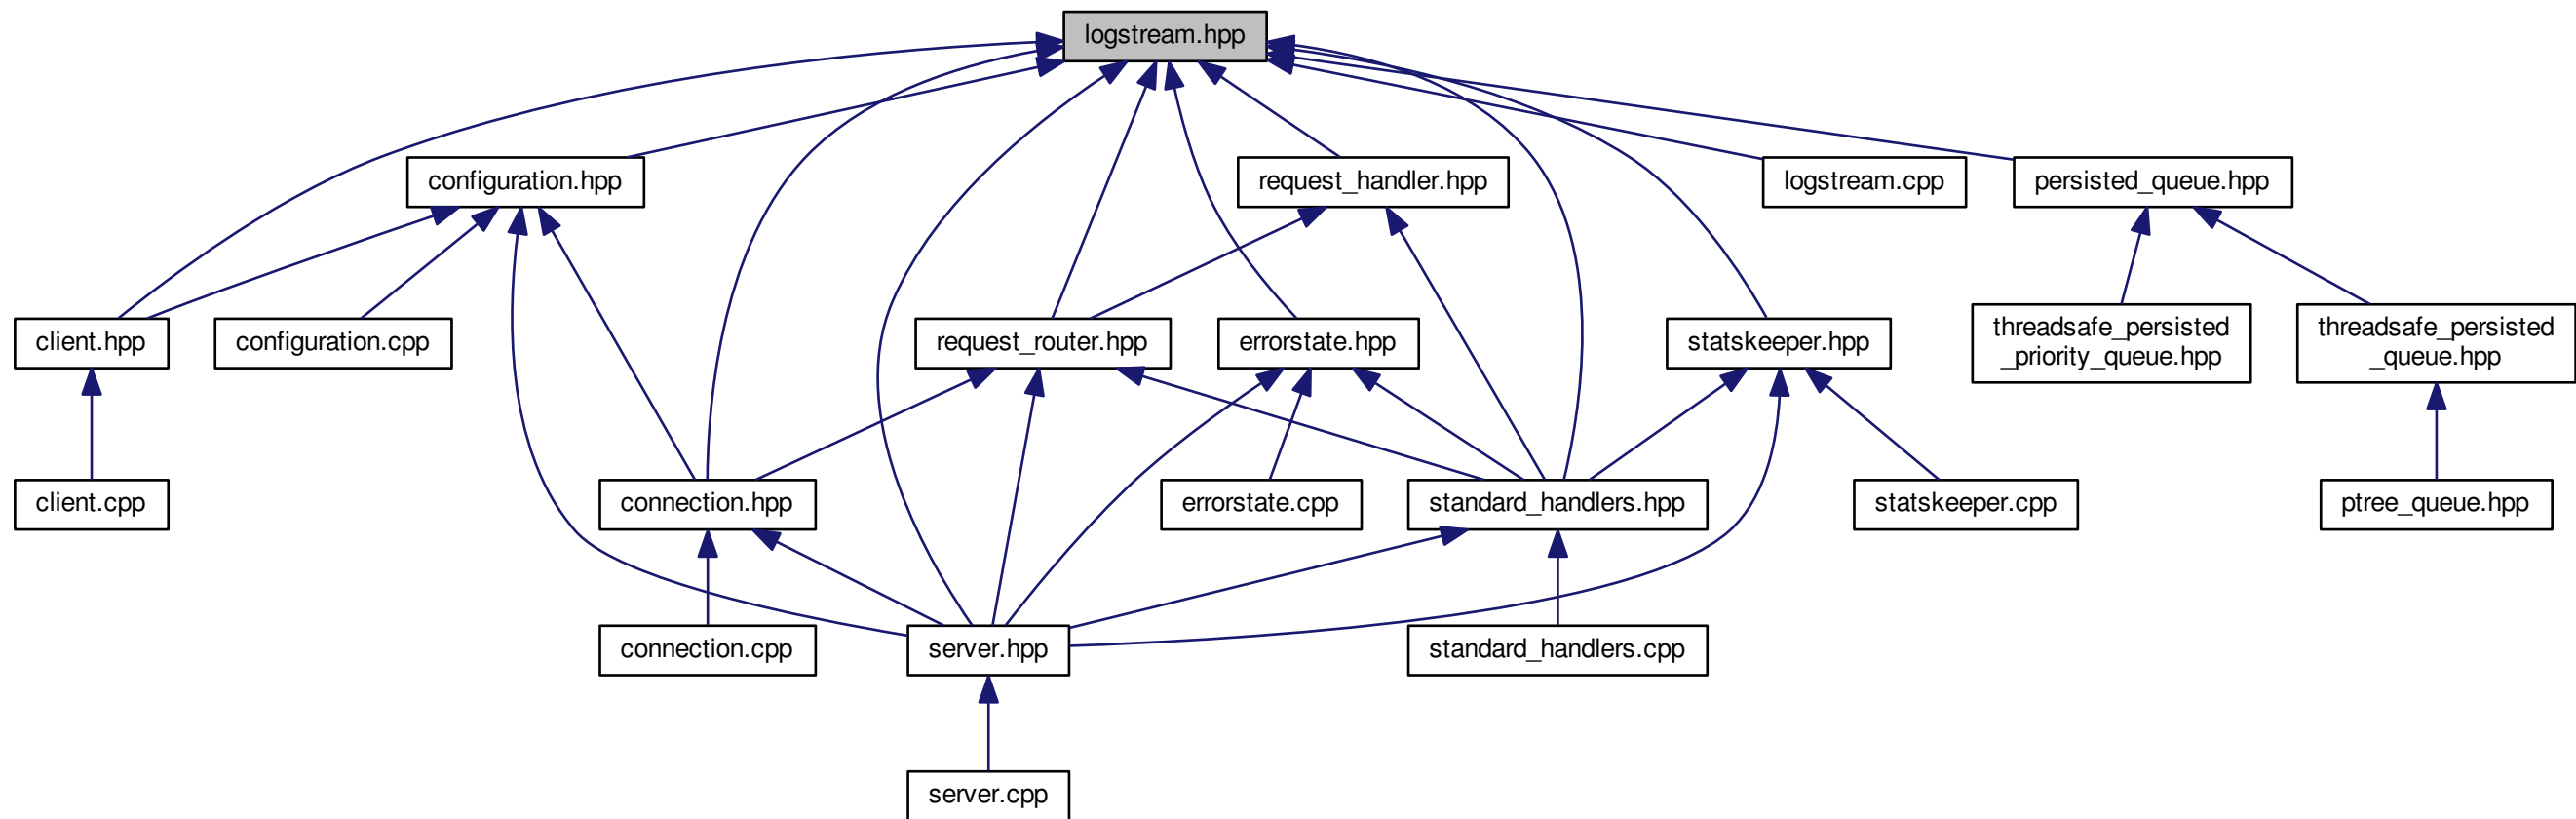 logstream.hpp
configuration.hpp
request_handler.hpp
logstream.cpp
persisted_queue.hpp
client.hpp
configuration.cpp
request_router.hpp
errorstate.hpp
statskeeper.hpp
threadsafe_persisted
_priority_queue.hpp
threadsafe_persisted
_queue.hpp
client.cpp
connection.hpp
errorstate.cpp
standard_handlers.hpp
statskeeper.cpp
ptree_queue.hpp
connection.cpp
server.hpp
standard_handlers.cpp
server.cpp